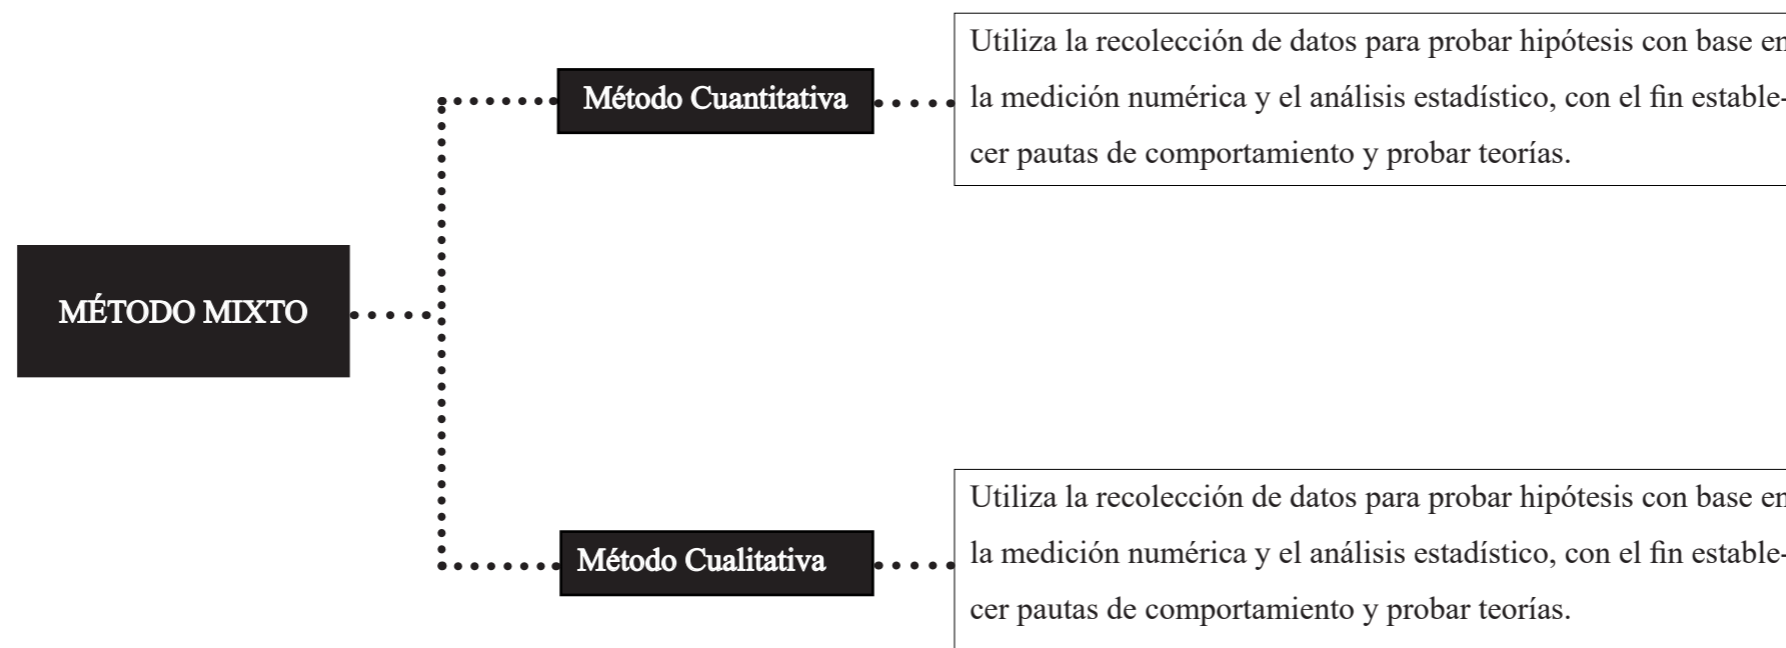 Utiliza la recolección de datos para probar hipótesis con base en
Método Cuantitativa
la medición numérica y el análisis estadístico, con el fin estable-
cer pautas de comportamiento y probar teorías.
MÉTODO MIXTO
Utiliza la recolección de datos para probar hipótesis con base en
Método Cualitativa
la medición numérica y el análisis estadístico, con el fin estable-
cer pautas de comportamiento y probar teorías.